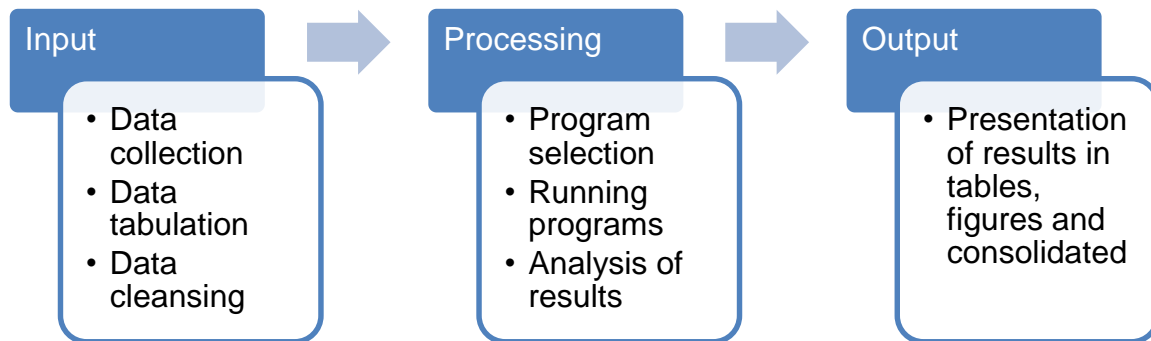 Input
• Data
collection
• Data
tabulation
• Data
cleansing
Processing
• Program
selection
• Running
programs
• Analysis of
results
Output
• Presentation
of results in
tables,
figures and
consolidated